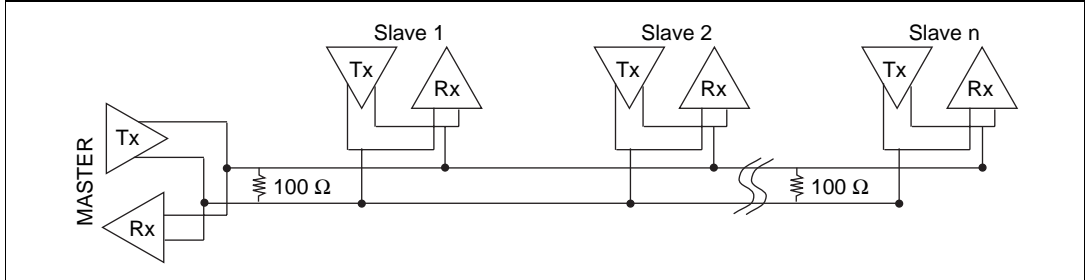 Slave 1
Slave 2
Slave n
Tx
Rx
Tx
Rx
Tx
Rx
MASTER
Tx
Rx
100 Ω
100 Ω